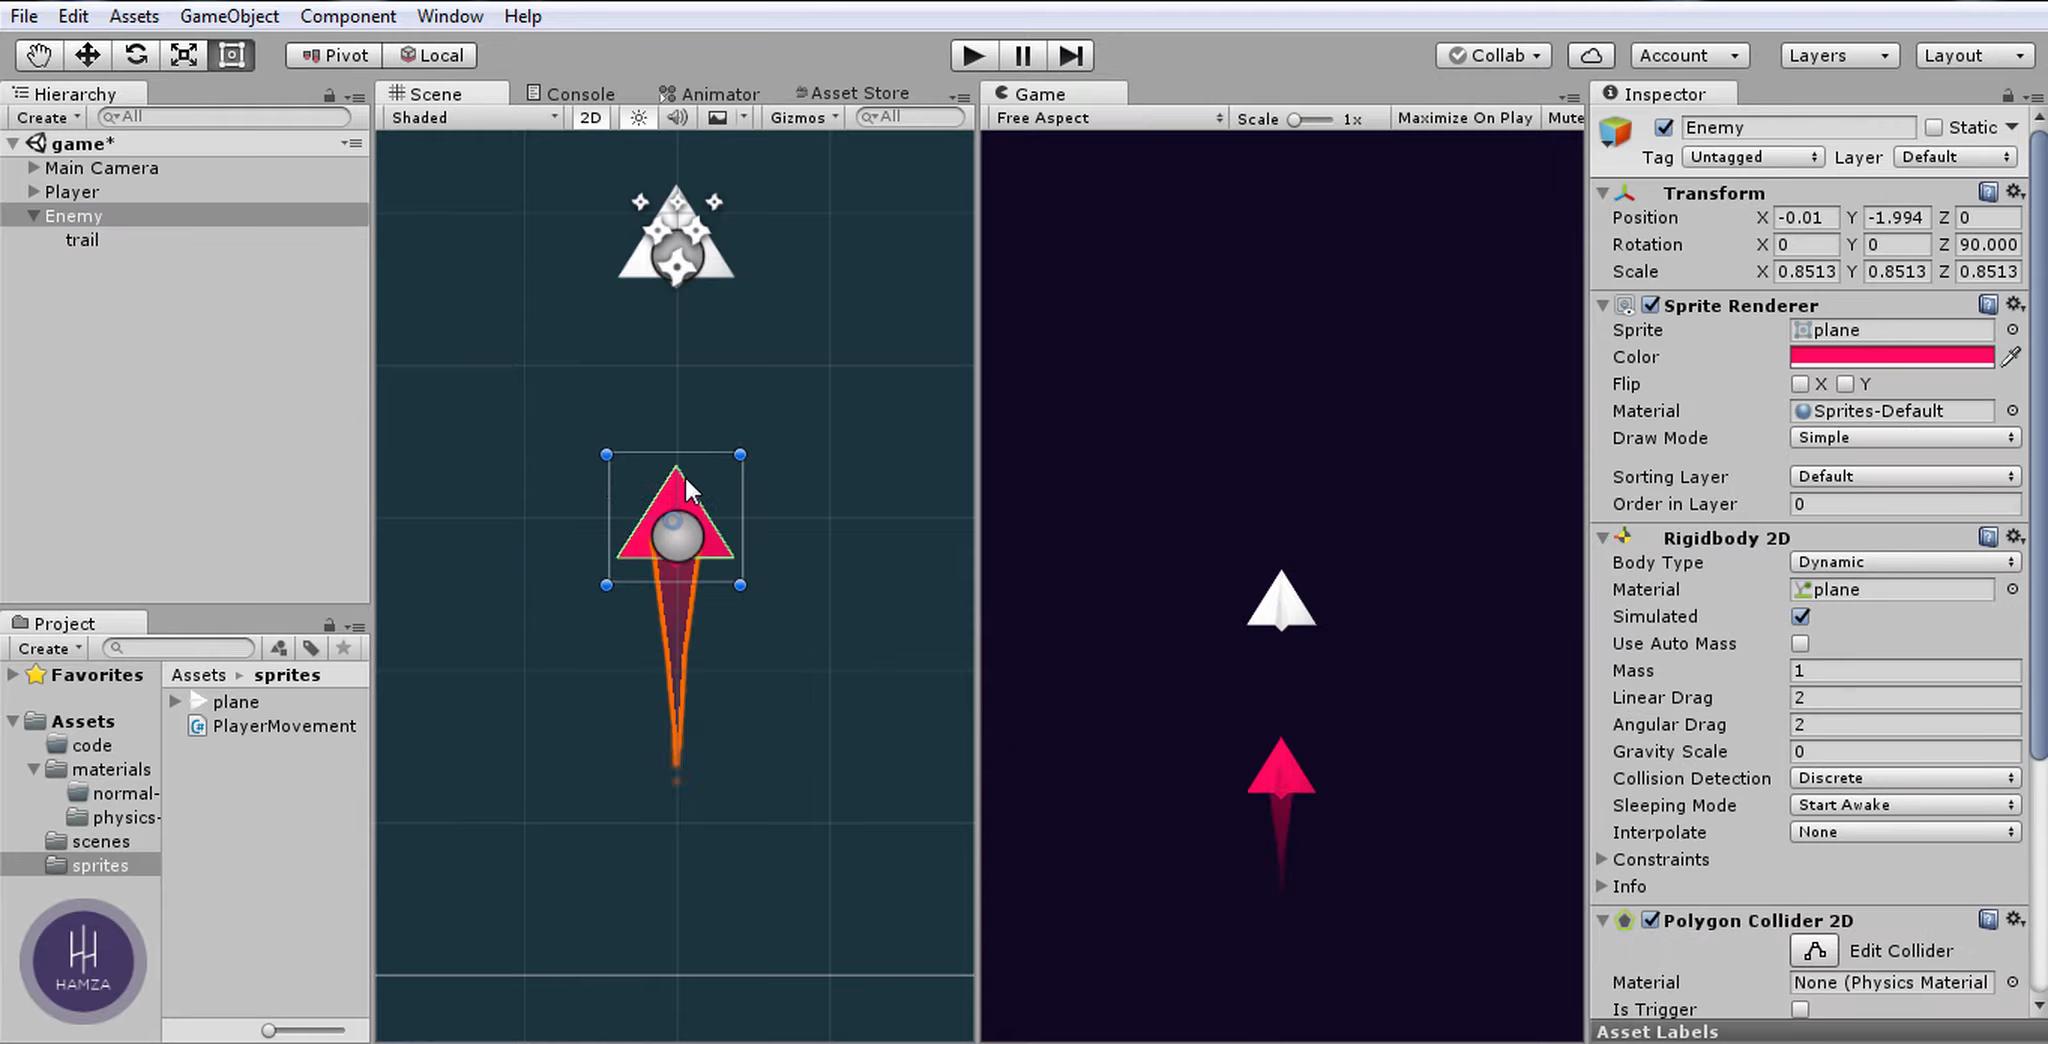 File Edit Assets GameObject Component Window Help
Pivot Local Collab Account Layers Layout
Hierarchy
Create All
game*
Main Camera
Player
Enemy
trail
Project
Create
Favorites
Assets
code
materials
normal-
physics-
scenes
sprites
Assets sprites
plane
PlayerMovement
HAMZA
Scene Console Animator Asset Store
Shaded 2D Gizmos All
Game
Free Aspect Scale 1x Maximize On Play Mute
Inspector
Enemy Static
Tag Untagged Layer Default
Transform
Position X -0.01 Y -1.994 Z 0
Rotation X 0 Y 0 Z 90.000
Scale X 0.8513 Y 0.8513 Z 0.8513
Sprite Renderer
Sprite plane
Color
Flip X Y
Material Sprites-Default
Draw Mode Simple
Sorting Layer Default
Order in Layer 0
Rigidbody 2D
Body Type Dynamic
Material plane
Simulated
Use Auto Mass
Mass 1
Linear Drag 2
Angular Drag 2
Gravity Scale 0
Collision Detection Discrete
Sleeping Mode Start Awake
Interpolate None
Constraints
Info
Polygon Collider 2D
Edit Collider
Material None (Physics Material
Is Trigger
Asset Labels